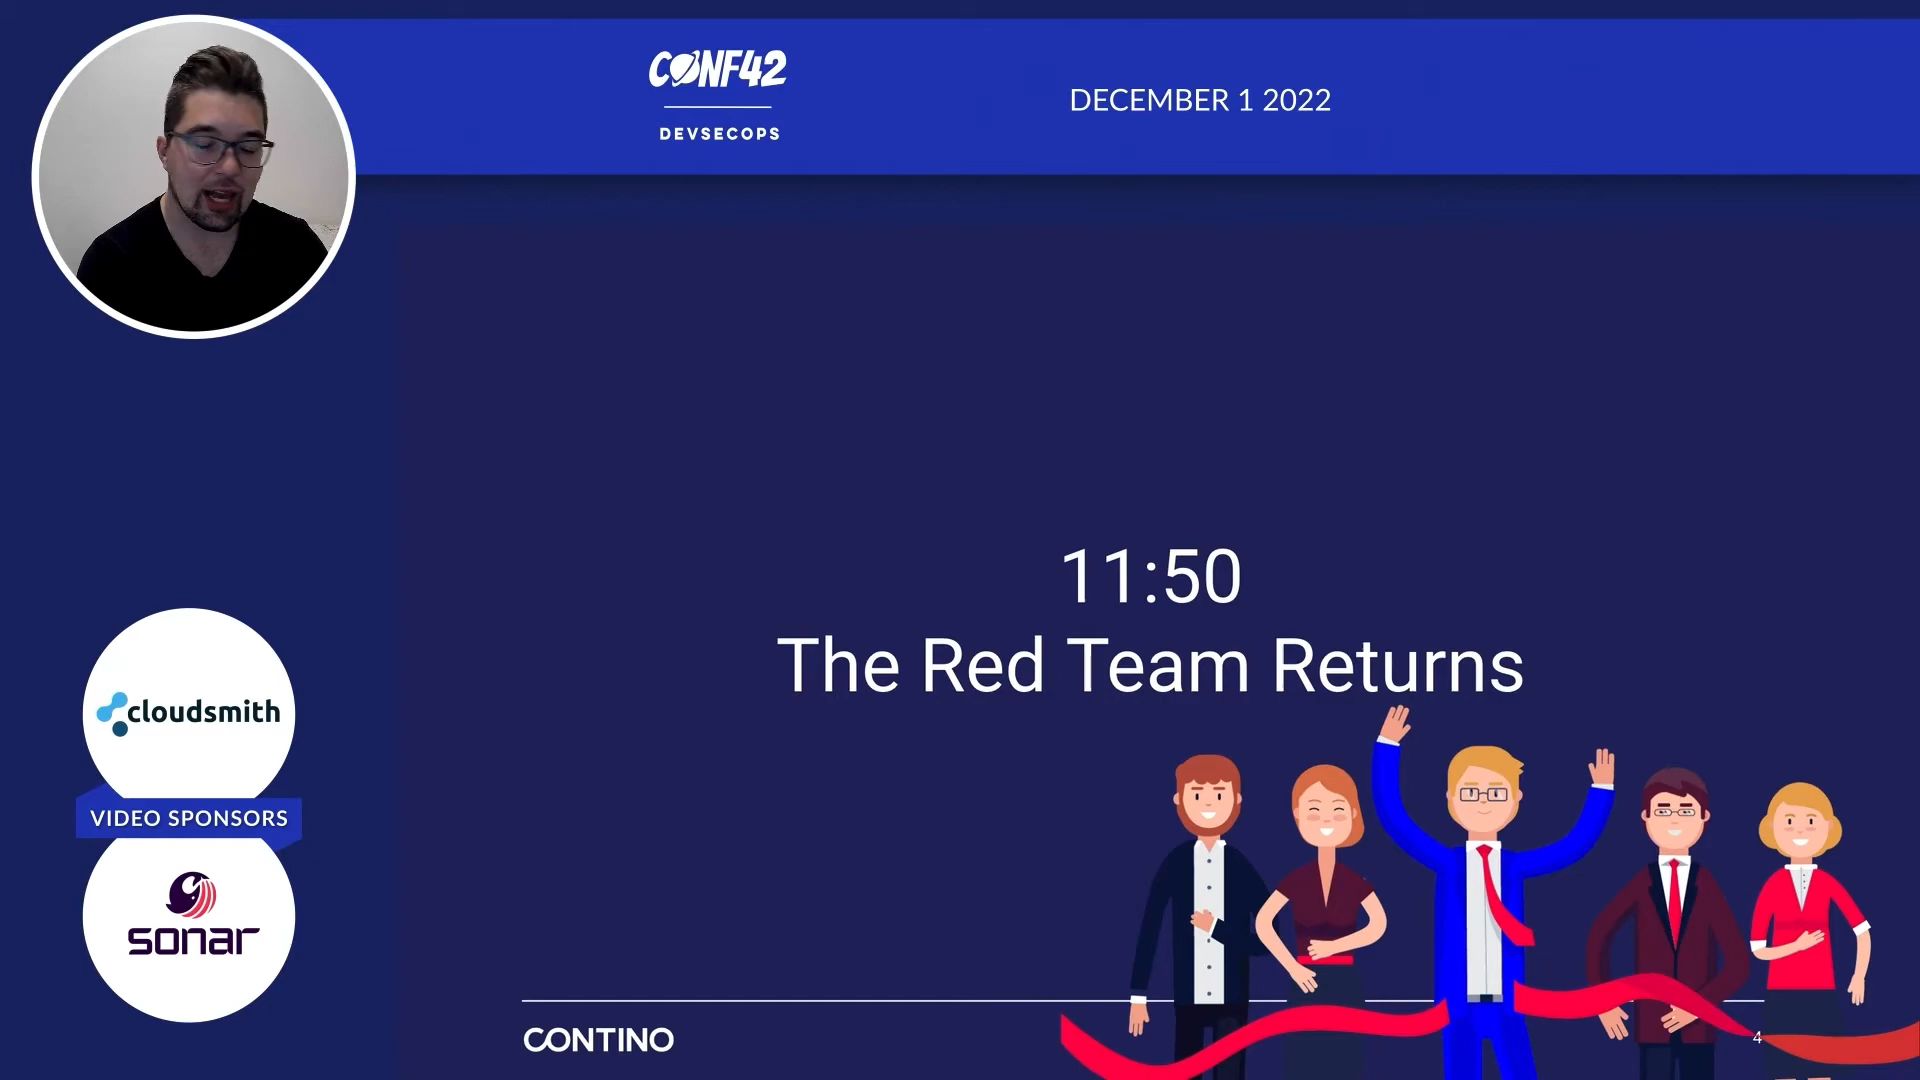 CONF42
DEVSECOPS
DECEMBER 1 2022
11:50
The Red Team Returns
cloudsmith
VIDEO SPONSORS
sonar
CONTINO
4